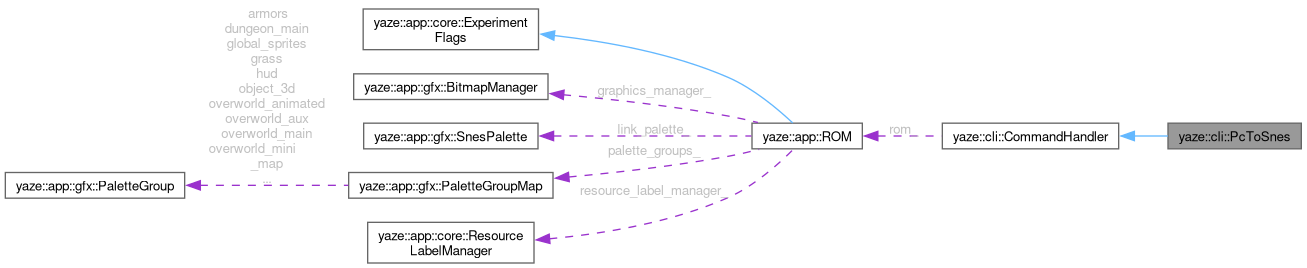 armors
dungeon_main
global_sprites
grass
hud
object_3d
overworld_animated
overworld_aux
overworld_main
overworld_mini
_map
...
yaze::app::gfx::PaletteGroup
yaze::app::core::Experiment
Flags
yaze::app::gfx::BitmapManager
yaze::app::gfx::SnesPalette
yaze::app::gfx::PaletteGroupMap
yaze::app::core::Resource
LabelManager
graphics_manager_
link_palette_
palette_groups_
resource_label_manager_
yaze::app::ROM
rom
yaze::cli::CommandHandler
yaze::cli::PcToSnes